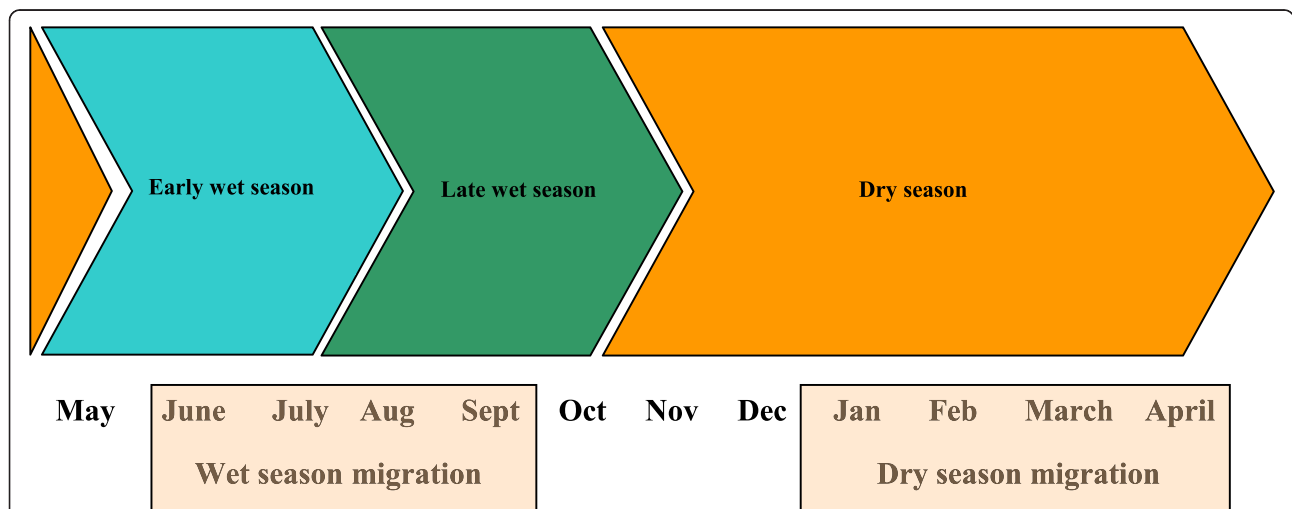 Early wet season
Late wet season
Dry season
May June July Aug Sept Oct Nov Dec Jan Feb March April
Wet season migration
Dry season migration